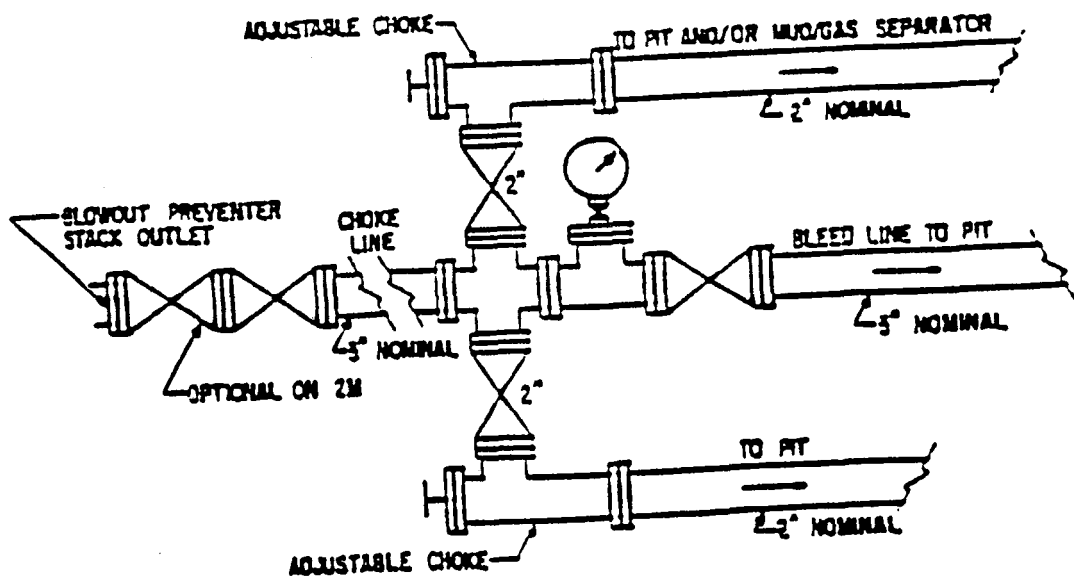 ADJUSTABLE CHOKE
TO PIT AND/OR MUD/GAS SEPARATOR
2" NOMINAL
2"
BLOWOUT PREVENTER
STACK OUTLET
CHOKE
LINE
BLEED LINE TO PIT
3" NOMINAL
3" NOMINAL
OPTIONAL ON 2M
2"
TO PIT
2" NOMINAL
ADJUSTABLE CHOKE